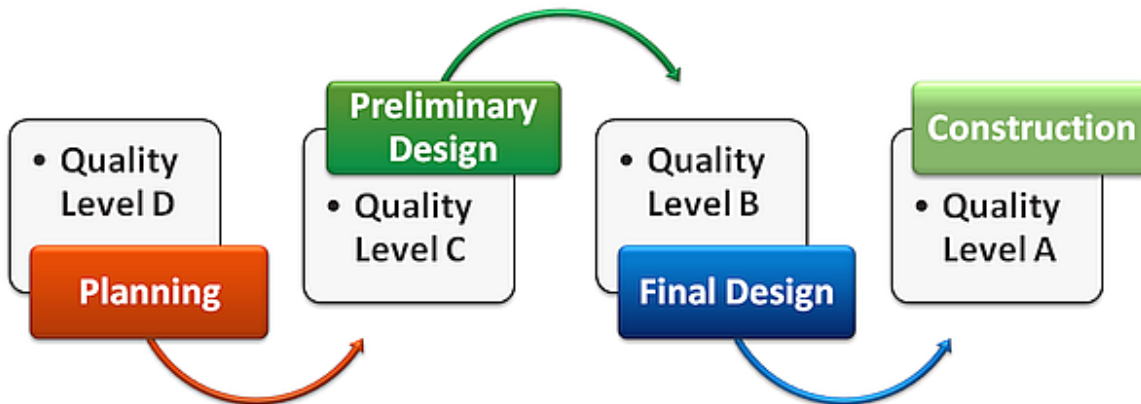 • Quality
Level D
Planning
Preliminary
Design
• Quality
Level C
• Quality
Level B
Final Design
Construction
• Quality
Level A